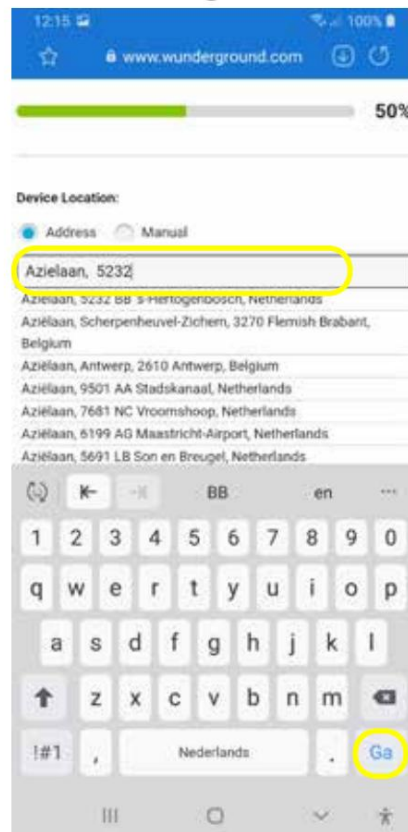 12:15 100%
www.wunderground.com
50%
Device Location:
Address Manual
Azielaan, 5232
Aziëlaan, 5232 BB 's-Hertogenbosch, Netherlands
Aziëlaan, Scherpenheuvel-Zichem, 3270 Flemish Brabant,
Belgium
Aziëlaan, Antwerp, 2610 Antwerp, Belgium
Aziëlaan, 9501 AA Stadskanaal, Netherlands
Aziëlaan, 7681 NC Vroomshoop, Netherlands
Aziëlaan, 6199 AG Maastricht-Airport, Netherlands
Aziëlaan, 5691 LB Son en Breugel, Netherlands
BB en ...
1 2 3 4 5 6 7 8 9 0
q w e r t y u i o p
a s d f g h j k l
z x c v b n m
!#1 , Nederlands . Ga